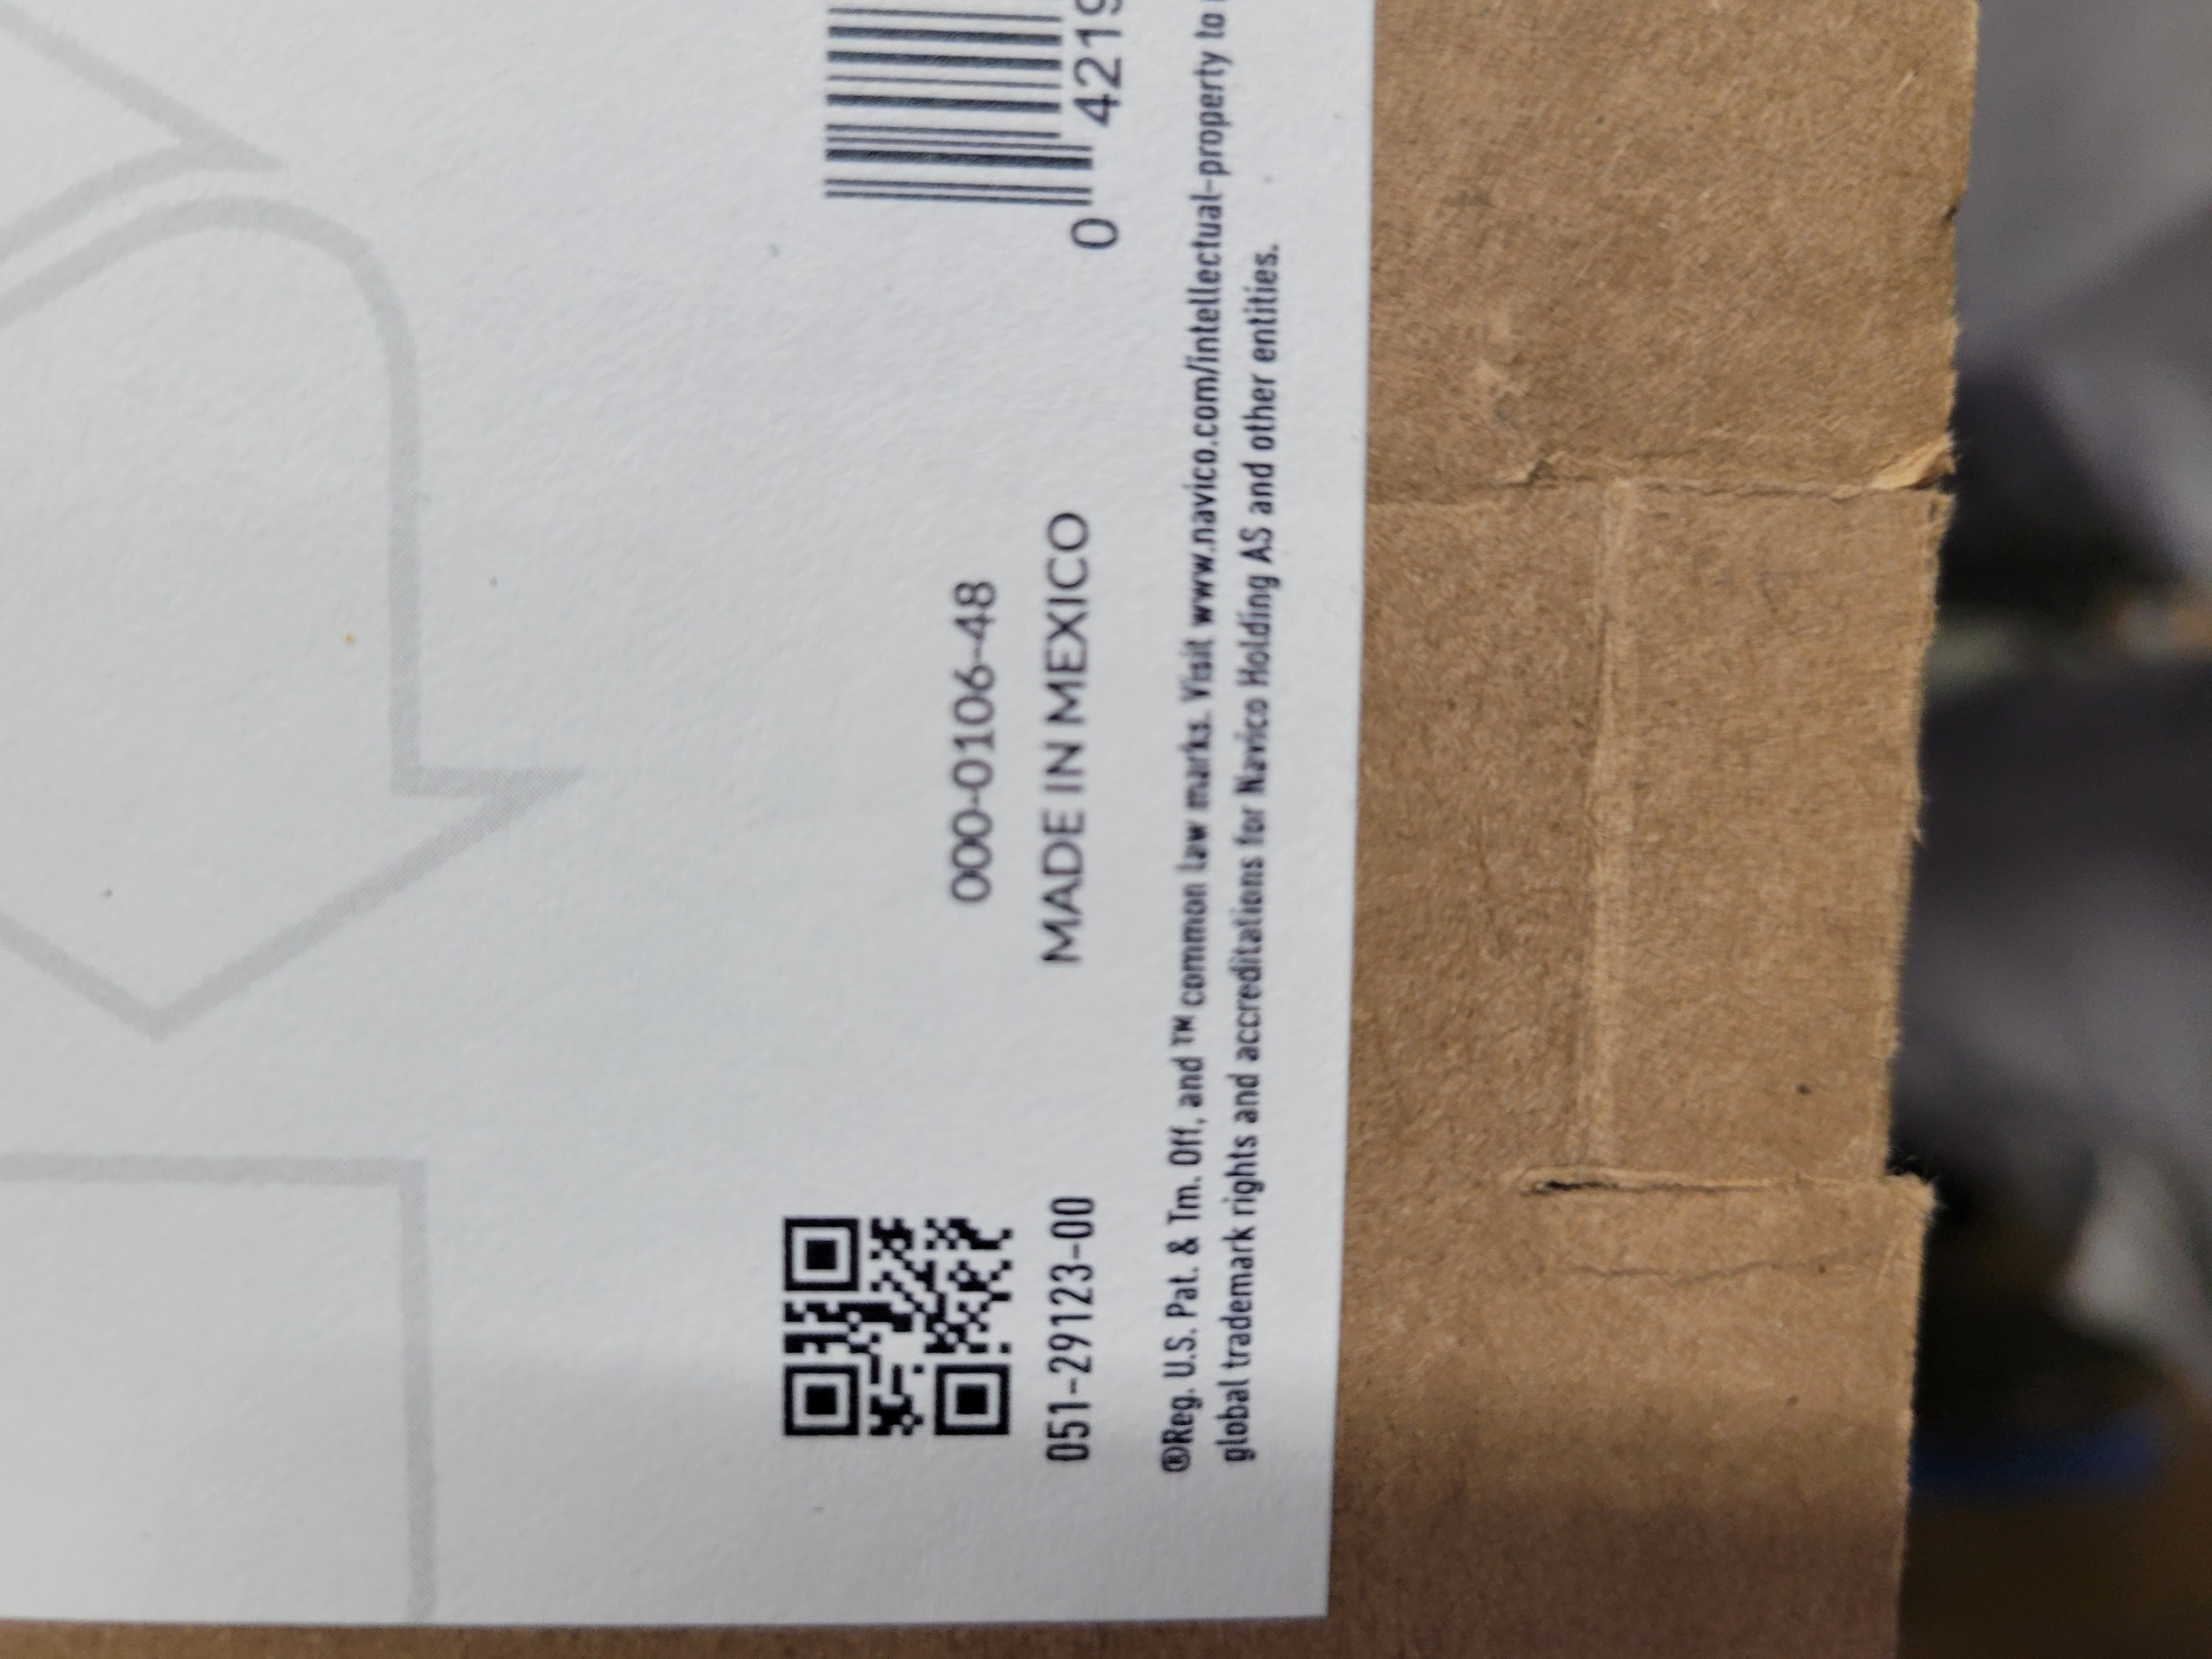 000-0106-48
MADE IN MEXICO
0 4219
051-29123-00
®Reg. U.S. Pat. & Tm. Off, and ™ common law marks. Visit www.navico.com/intellectual-property to
global trademark rights and accreditations for Navico Holding AS and other entities.